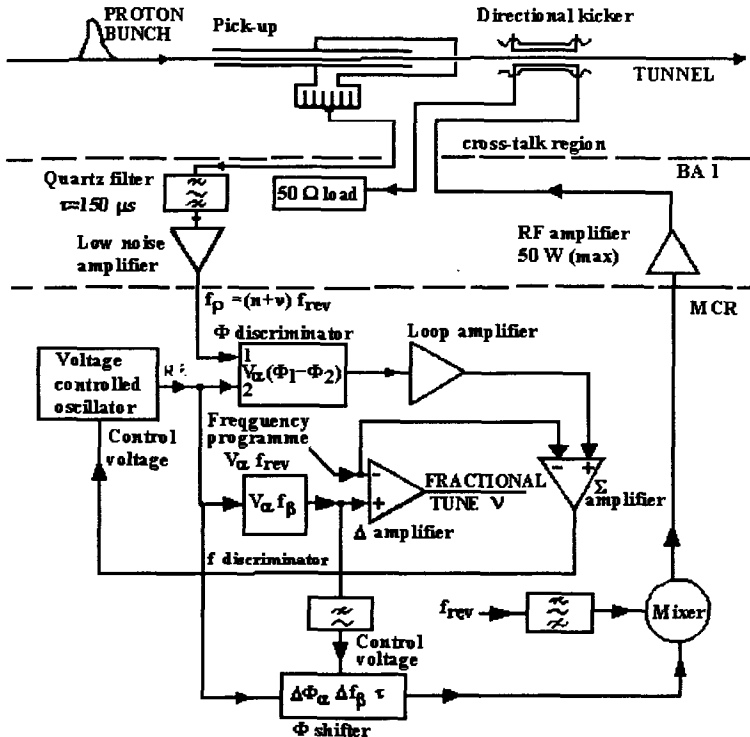 PROTON
BUNCH
Pick-up
Directional kicker
TUNNEL
cross-talk region
BA 1
Quartz filter
τ=150 μs
50 Ω load
Low noise
amplifier
RF amplifier
50 W (max)
MCR
fρ =(n+ν) frev
Φ discriminator
Loop amplifier
Voltage
controlled
oscillator
1
Vα(Φ1-Φ2)
2
Control
voltage
Freqguency
programme
Vα frev
- +
Σ
amplifier
-
+
FRACTIONAL
TUNE ν
Vα fβ
Δ amplifier
f discriminator
frev
Mixer
Control
voltage
ΔΦα Δfβ τ
Φ shifter